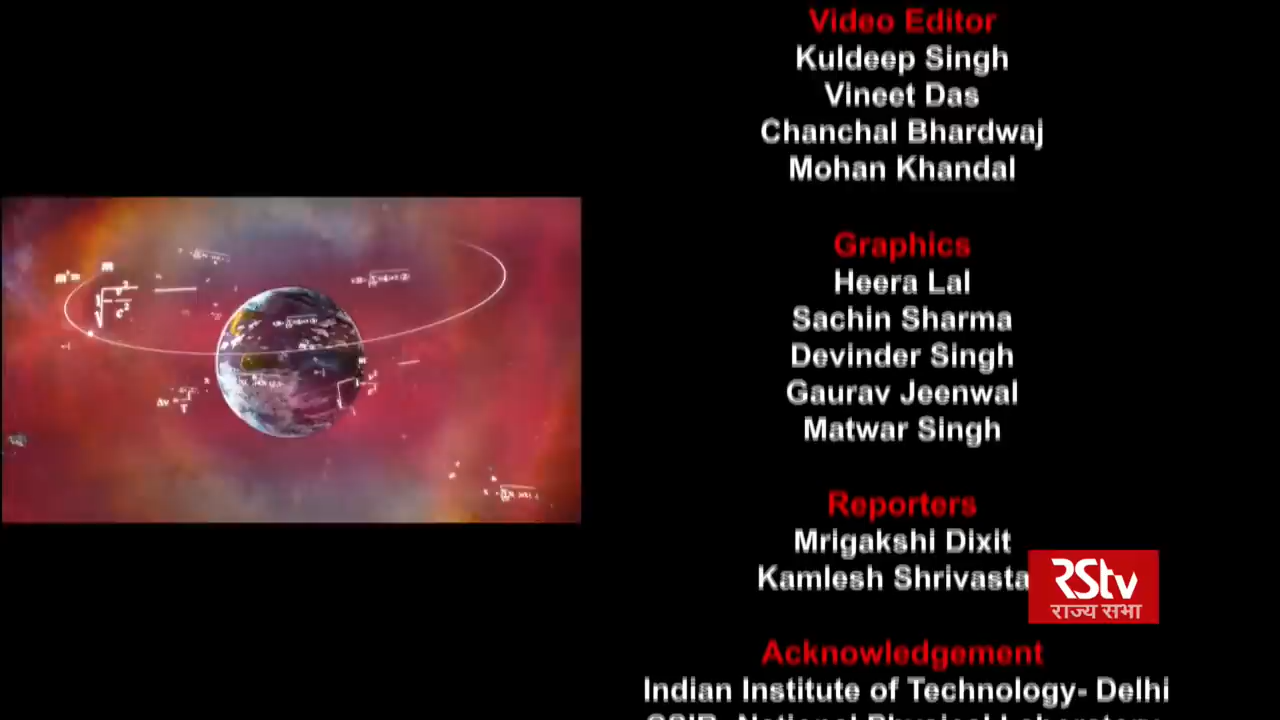 Video Editor
Kuldeep Singh
Vineet Das
Chanchal Bhardwaj
Mohan Khandal
Graphics
Heera Lal
Sachin Sharma
Devinder Singh
Gaurav Jeenwal
Matwar Singh
Reporters
Mrigakshi Dixit
Kamlesh Shrivasta
RStv
राज्य सभा
Acknowledgement
Indian Institute of Technology- Delhi